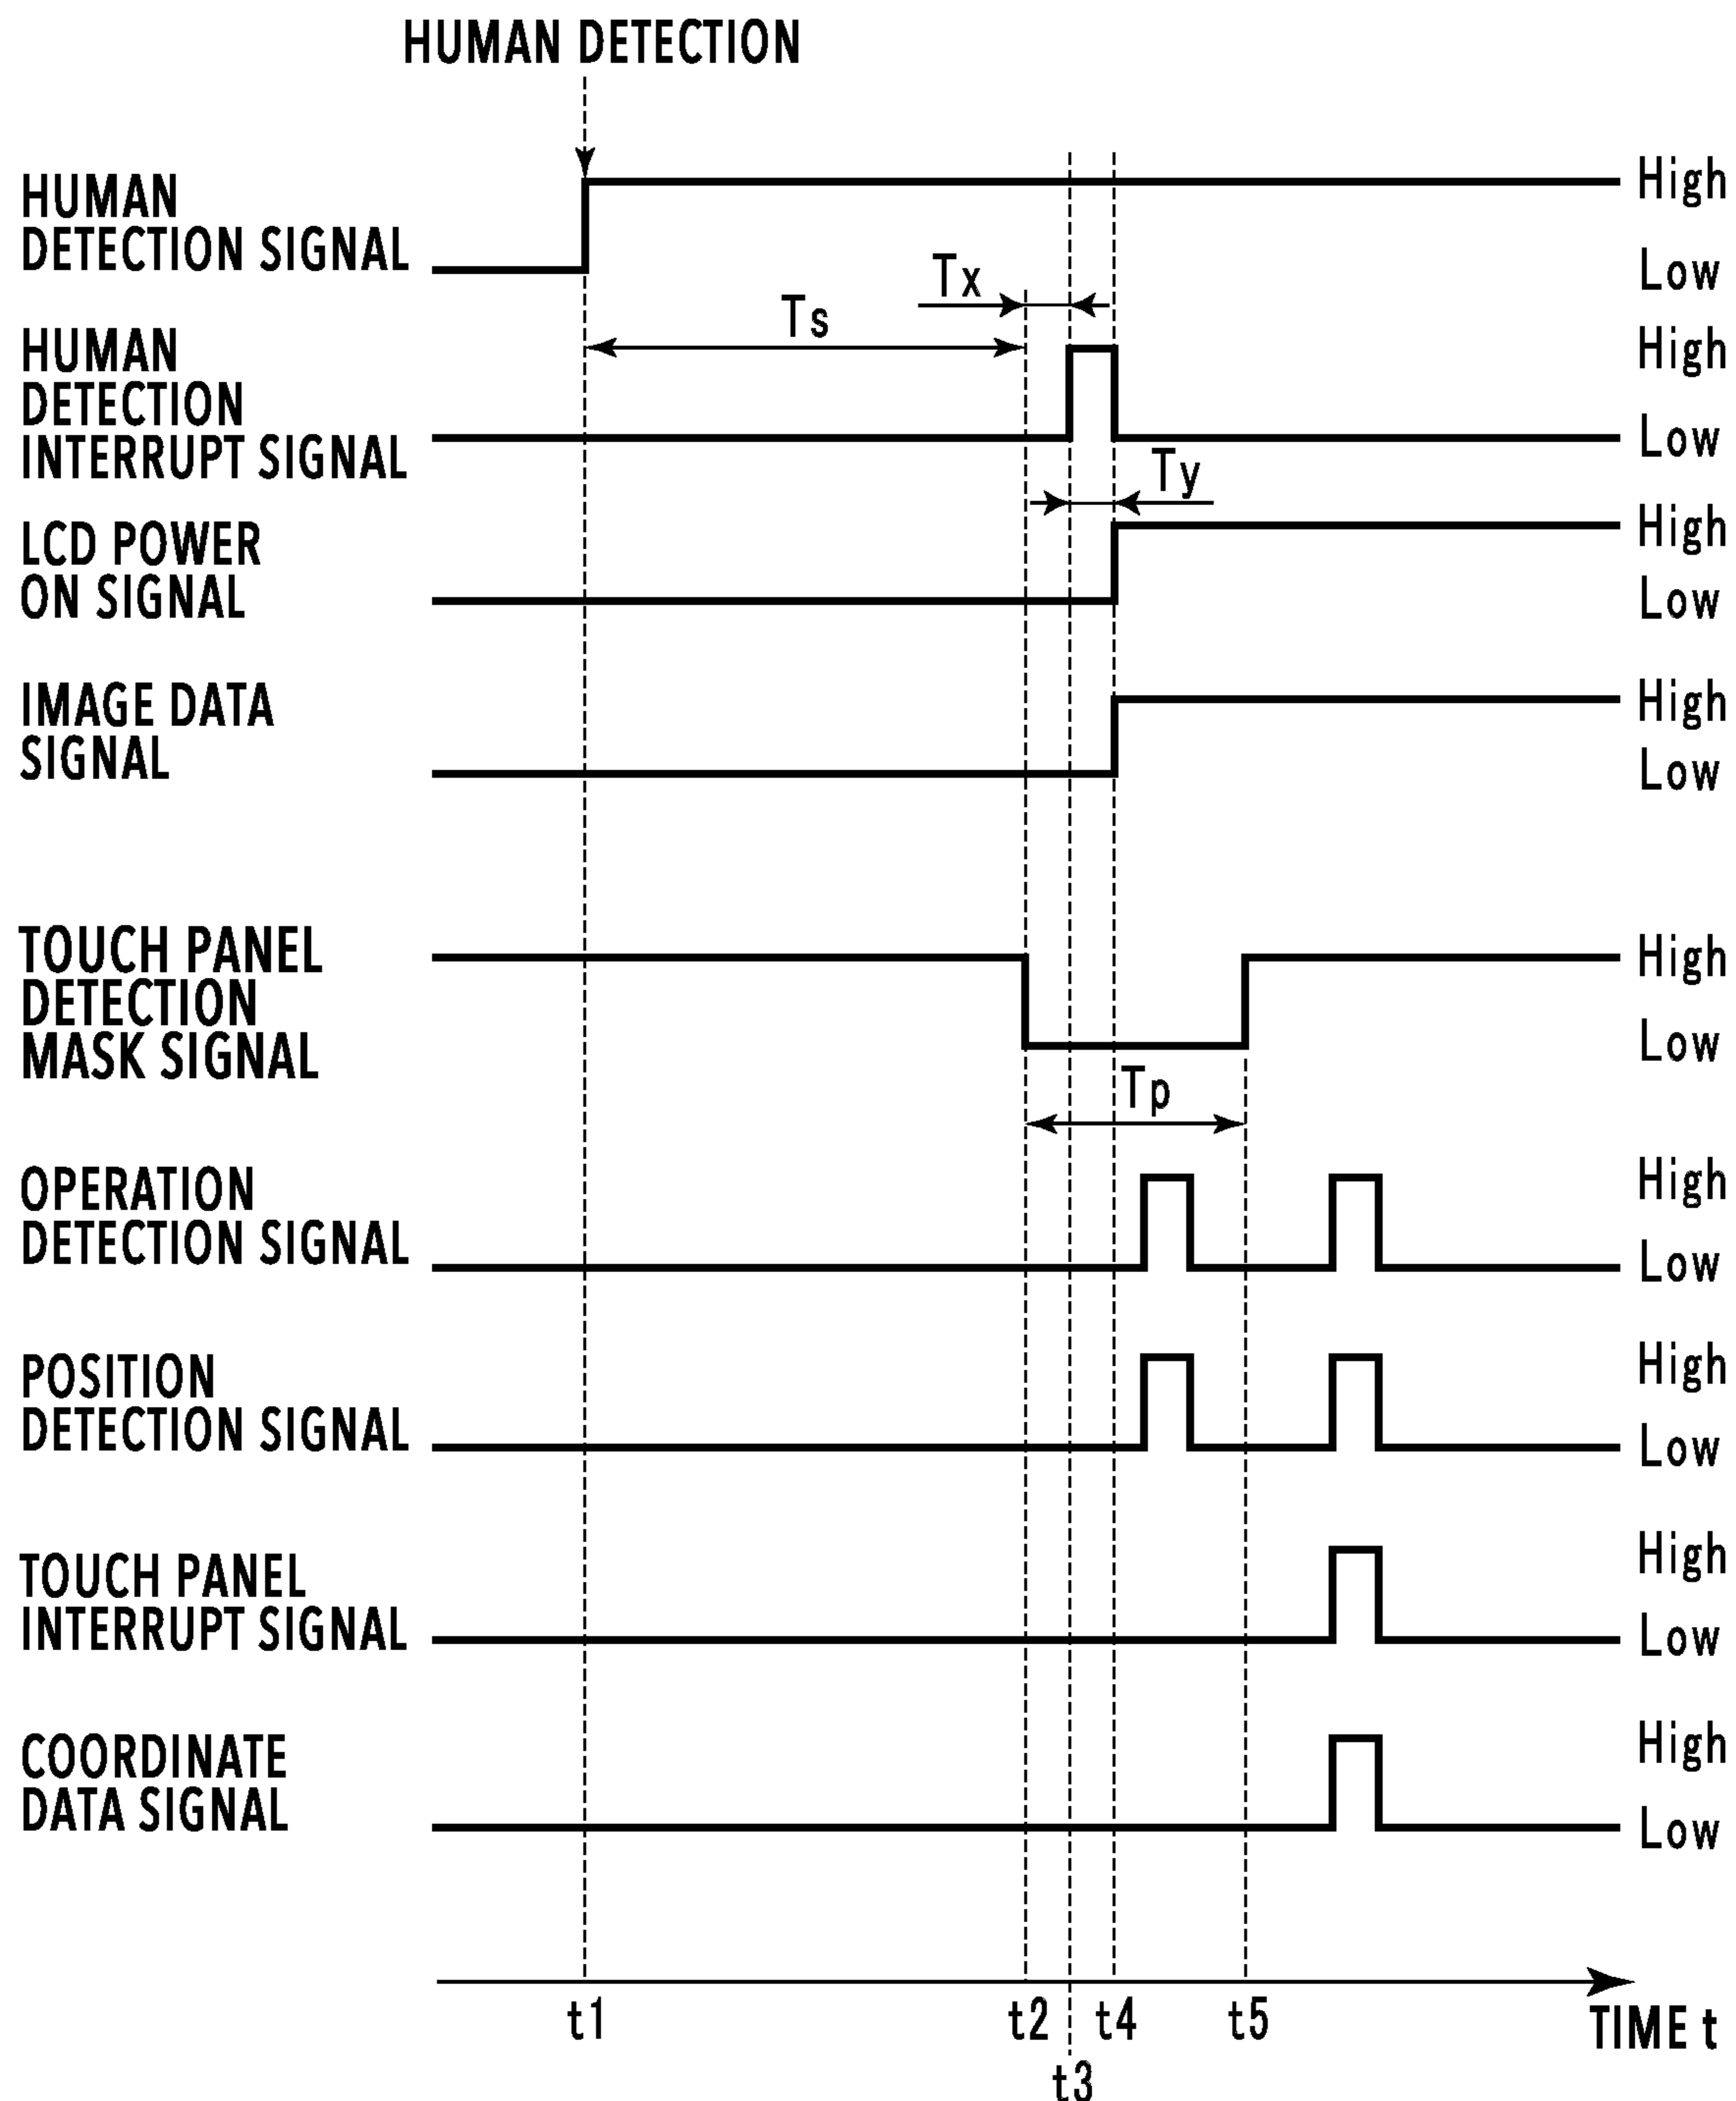 HUMAN DETECTION
HUMAN
DETECTION SIGNAL
High
Low
Tx
Ts
HUMAN
DETECTION
INTERRUPT SIGNAL
High
Low
Ty
LCD POWER
ON SIGNAL
High
Low
IMAGE DATA
SIGNAL
High
Low
TOUCH PANEL
DETECTION
MASK SIGNAL
High
Low
Tp
OPERATION
DETECTION SIGNAL
High
Low
POSITION
DETECTION SIGNAL
High
Low
TOUCH PANEL
INTERRUPT SIGNAL
High
Low
COORDINATE
DATA SIGNAL
High
Low
t1
t2
t4
t5
TIME t
t3